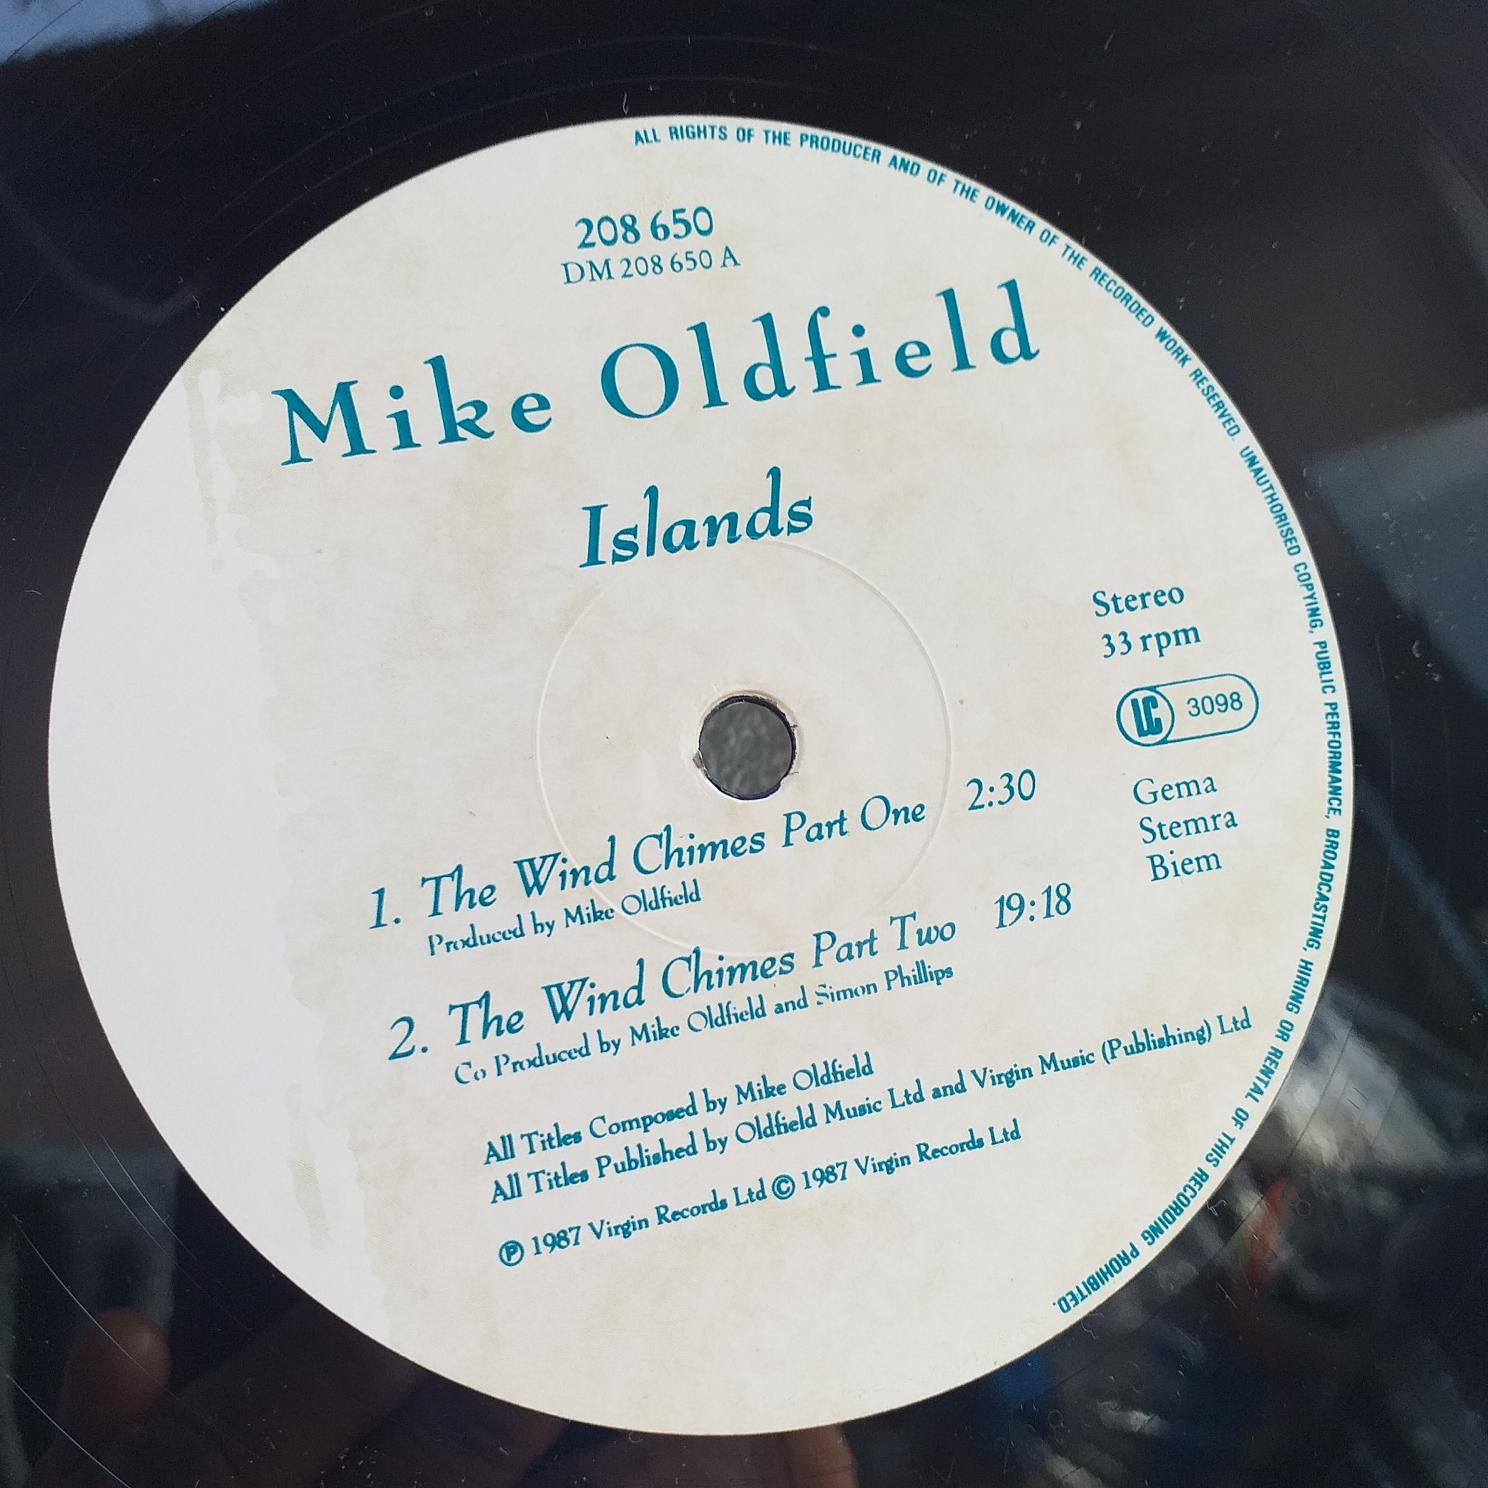 ALL RIGHTS OF THE PRODUCER AND OF THE OWNER OF THE RECORDED WORK RESERVED. UNAUTHORISED COPYING, PUBLIC PERFORMANCE, BROADCASTING, HIRING OR RENTAL OF THIS RECORDING PROHIBITED.
208 650
DM 208 650 A
Mike Oldfield
Islands
Stereo
33 rpm
LC 3098
Gema
Stemra
Biem
1. The Wind Chimes Part One 2:30
Produced by Mike Oldfield
2. The Wind Chimes Part Two 19:18
Co Produced by Mike Oldfield and Simon Phillips
All Titles Composed by Mike Oldfield
All Titles Published by Oldfield Music Ltd and Virgin Music (Publishing) Ltd
℗ 1987 Virgin Records Ltd © 1987 Virgin Records Ltd